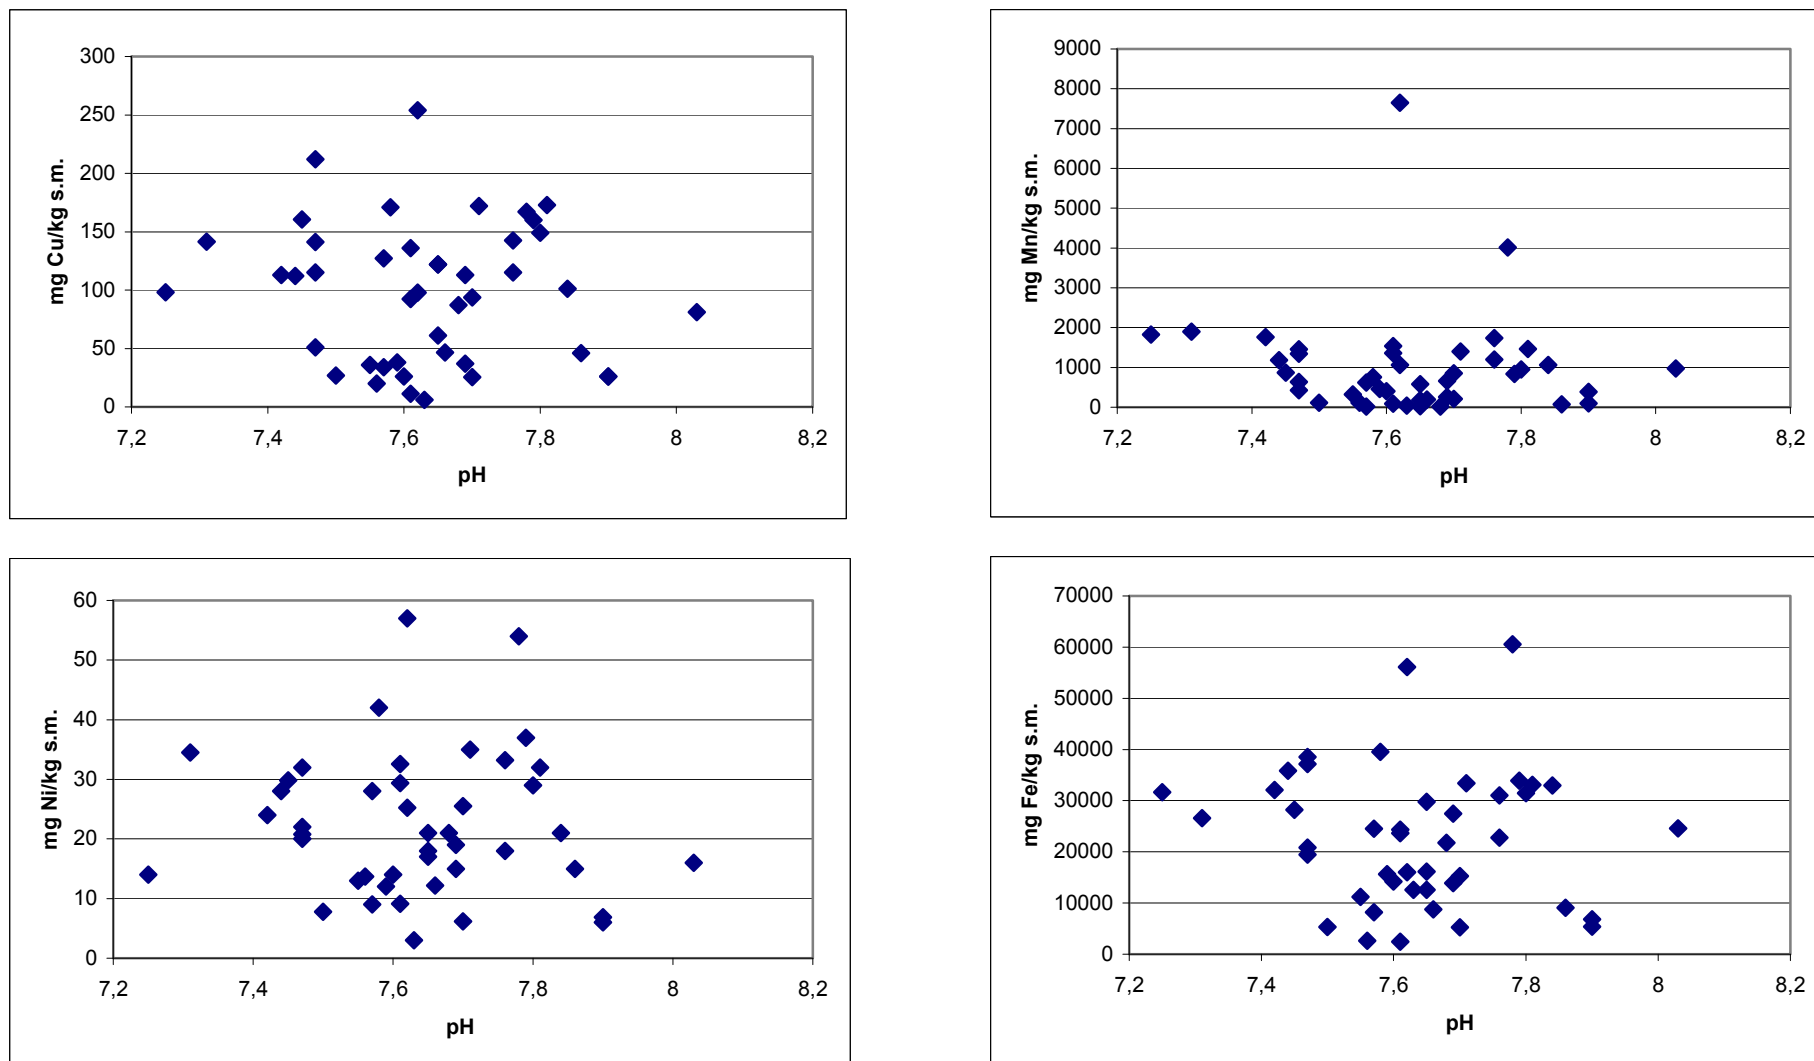 300
250
200
150
100
50
0
7,2 7,4 7,6 7,8 8 8,2
pH
mg Cu/kg s.m.
9000
8000
7000
6000
5000
4000
3000
2000
1000
0
7,2 7,4 7,6 7,8 8 8,2
pH
mg Mn/kg s.m.
60
50
40
30
20
10
0
7,2 7,4 7,6 7,8 8 8,2
pH
mg Ni/kg s.m.
70000
60000
50000
40000
30000
20000
10000
0
7,2 7,4 7,6 7,8 8 8,2
pH
mg Fe/kg s.m.